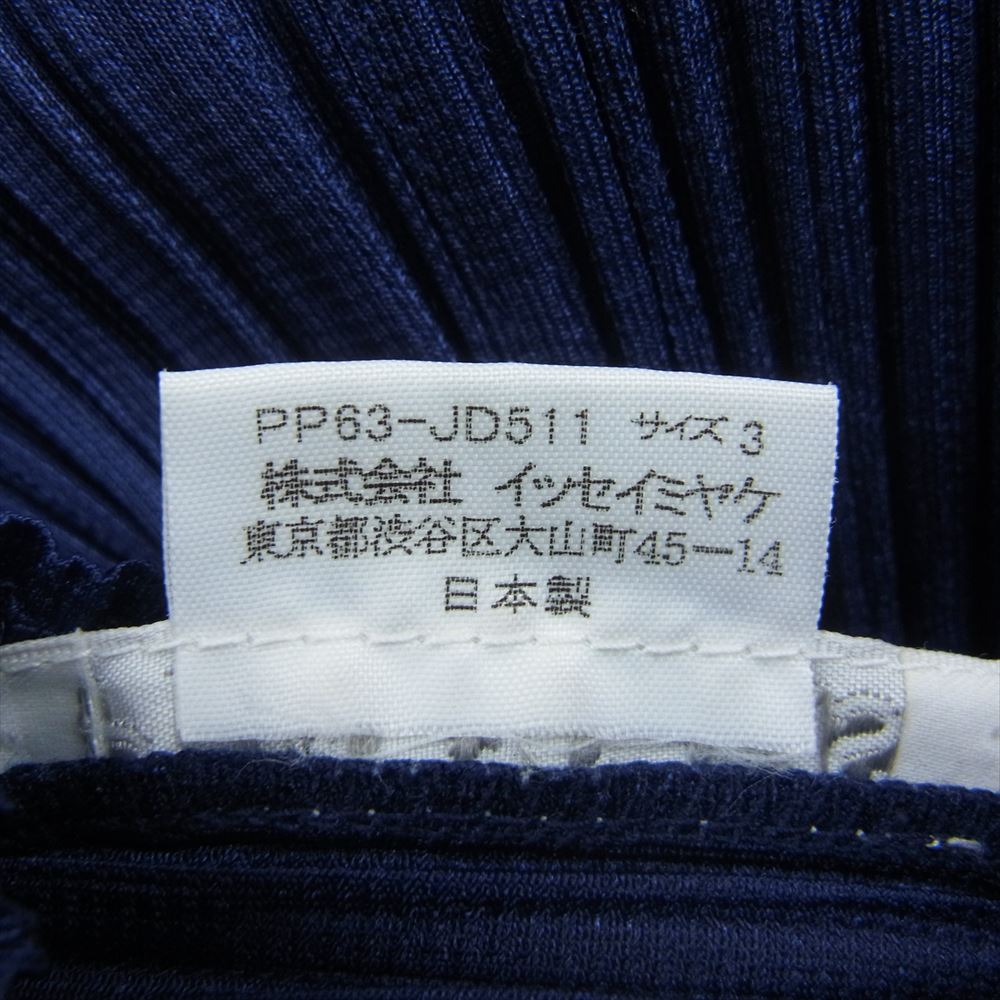 PP63-JD511 サイズ 3
株式会社 イッセイミヤケ
東京都渋谷区大山町45-14
日本製